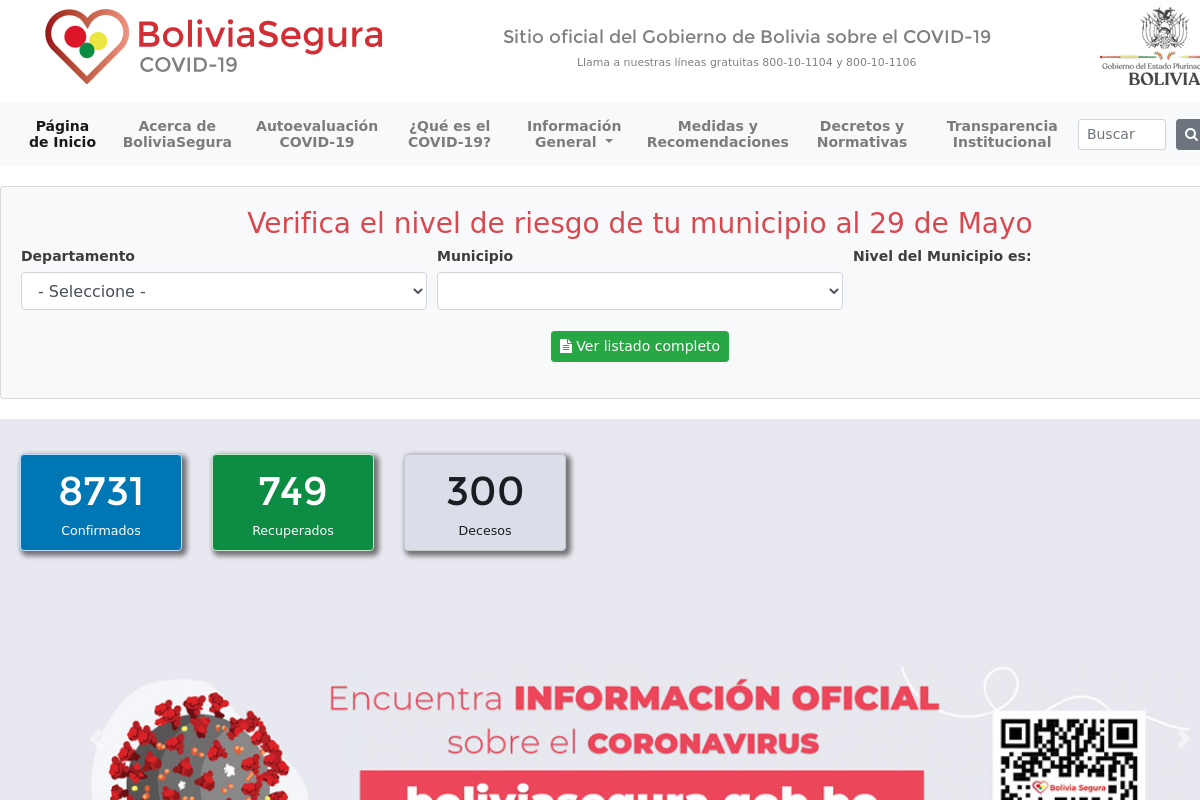 BoliviaSegura
COVID-19
Sitio oficial del Gobierno de Bolivia sobre el COVID-19
Llama a nuestras líneas gratuitas 800-10-1104 y 800-10-1106
Gobierno del Estado Plurinac
BOLIVIA
Página
de Inicio
Acerca de
BoliviaSegura
Autoevaluación
COVID-19
¿Qué es el
COVID-19?
Información
General
Medidas y
Recomendaciones
Decretos y
Normativas
Transparencia
Institucional
Buscar
Verifica el nivel de riesgo de tu municipio al 29 de Mayo
Departamento
Municipio
Nivel del Municipio es:
- Seleccione -
Ver listado completo
8731
Confirmados
749
Recuperados
300
Decesos
Encuentra INFORMACIÓN OFICIAL
sobre el CORONAVIRUS
boliviasegura.gob.bo
Bolivia Segura